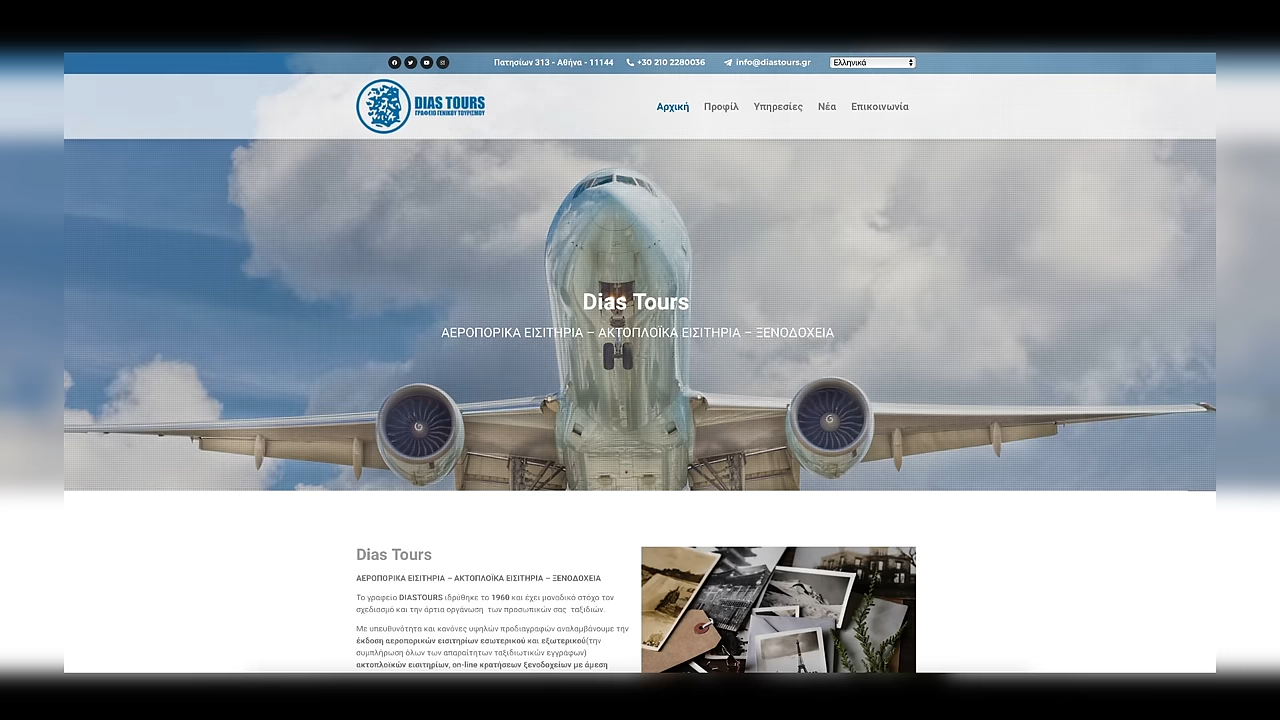 Πατησίων 313 - Αθήνα - 11144 +30 210 2280036 info@diastours.gr Ελληνικά
DIAS TOURS
ΓΡΑΦΕΙΟ ΓΕΝΙΚΟΥ ΤΟΥΡΙΣΜΟΥ
Αρχική Προφίλ Υπηρεσίες Νέα Επικοινωνία
Dias Tours
ΑΕΡΟΠΟΡΙΚΑ ΕΙΣΙΤΗΡΙΑ – ΑΚΤΟΠΛΟΪΚΑ ΕΙΣΙΤΗΡΙΑ – ΞΕΝΟΔΟΧΕΙΑ
Dias Tours
ΑΕΡΟΠΟΡΙΚΑ ΕΙΣΙΤΗΡΙΑ – ΑΚΤΟΠΛΟΪΚΑ ΕΙΣΙΤΗΡΙΑ – ΞΕΝΟΔΟΧΕΙΑ
Το γραφείο DIASTOURS ιδρύθηκε το 1960 και έχει μοναδικό στόχο τον
σχεδιασμό και την άρτια οργάνωση των προσωπικών σας ταξιδιών.
Με υπευθυνότητα και κανόνες υψηλών προδιαγραφών αναλαμβάνουμε την
έκδοση αεροπορικών εισιτηρίων εσωτερικού και εξωτερικού(την
συμπλήρωση όλων των απαραίτητων ταξιδιωτικών εγγράφων)
ακτοπλοϊκών εισιτηρίων, on-line κρατήσεων ξενοδοχείων με άμεση